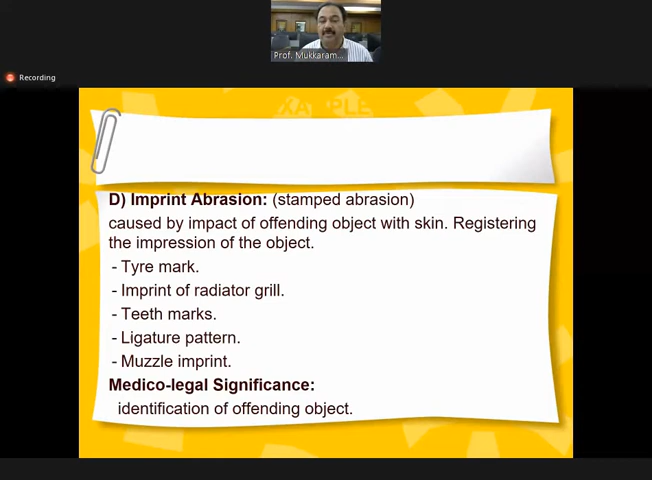 Prof. Mukkaram...
Recording
D) Imprint Abrasion: (stamped abrasion)
caused by impact of offending object with skin. Registering
the impression of the object.
- Tyre mark.
- Imprint of radiator grill.
- Teeth marks.
- Ligature pattern.
- Muzzle imprint.
Medico-legal Significance:
identification of offending object.